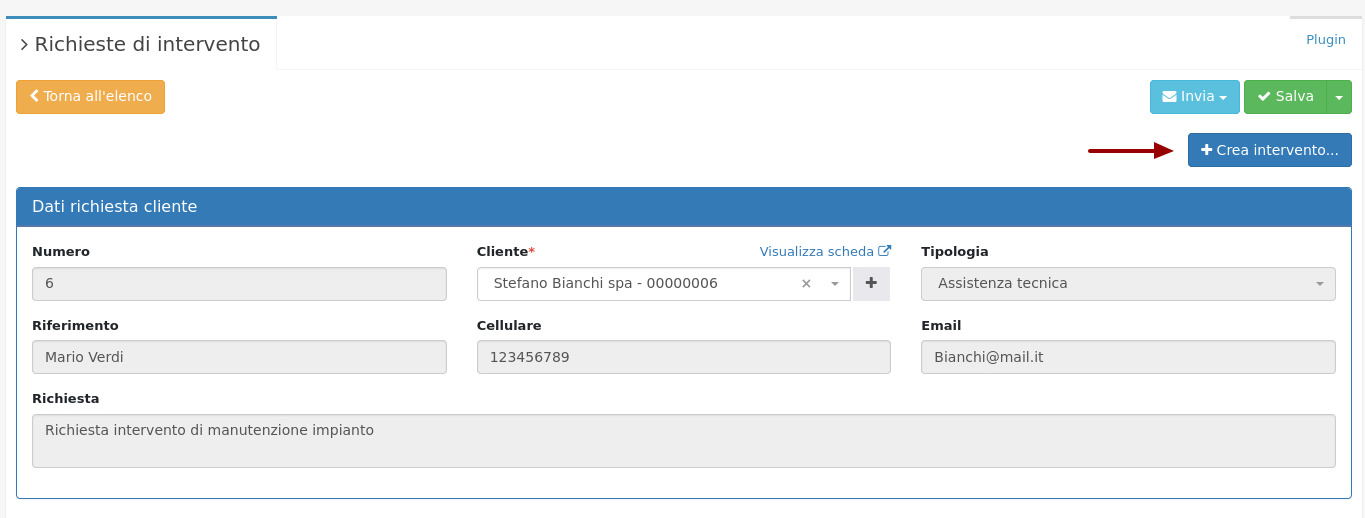 Richieste di intervento
Plugin
Torna all'elenco
Invia
Salva
Crea intervento...
Dati richiesta cliente
Numero
Cliente*
Visualizza scheda
Tipologia
6
Stefano Bianchi spa - 00000006
×
Assistenza tecnica
Riferimento
Cellulare
Email
Mario Verdi
123456789
Bianchi@mail.it
Richiesta
Richiesta intervento di manutenzione impianto